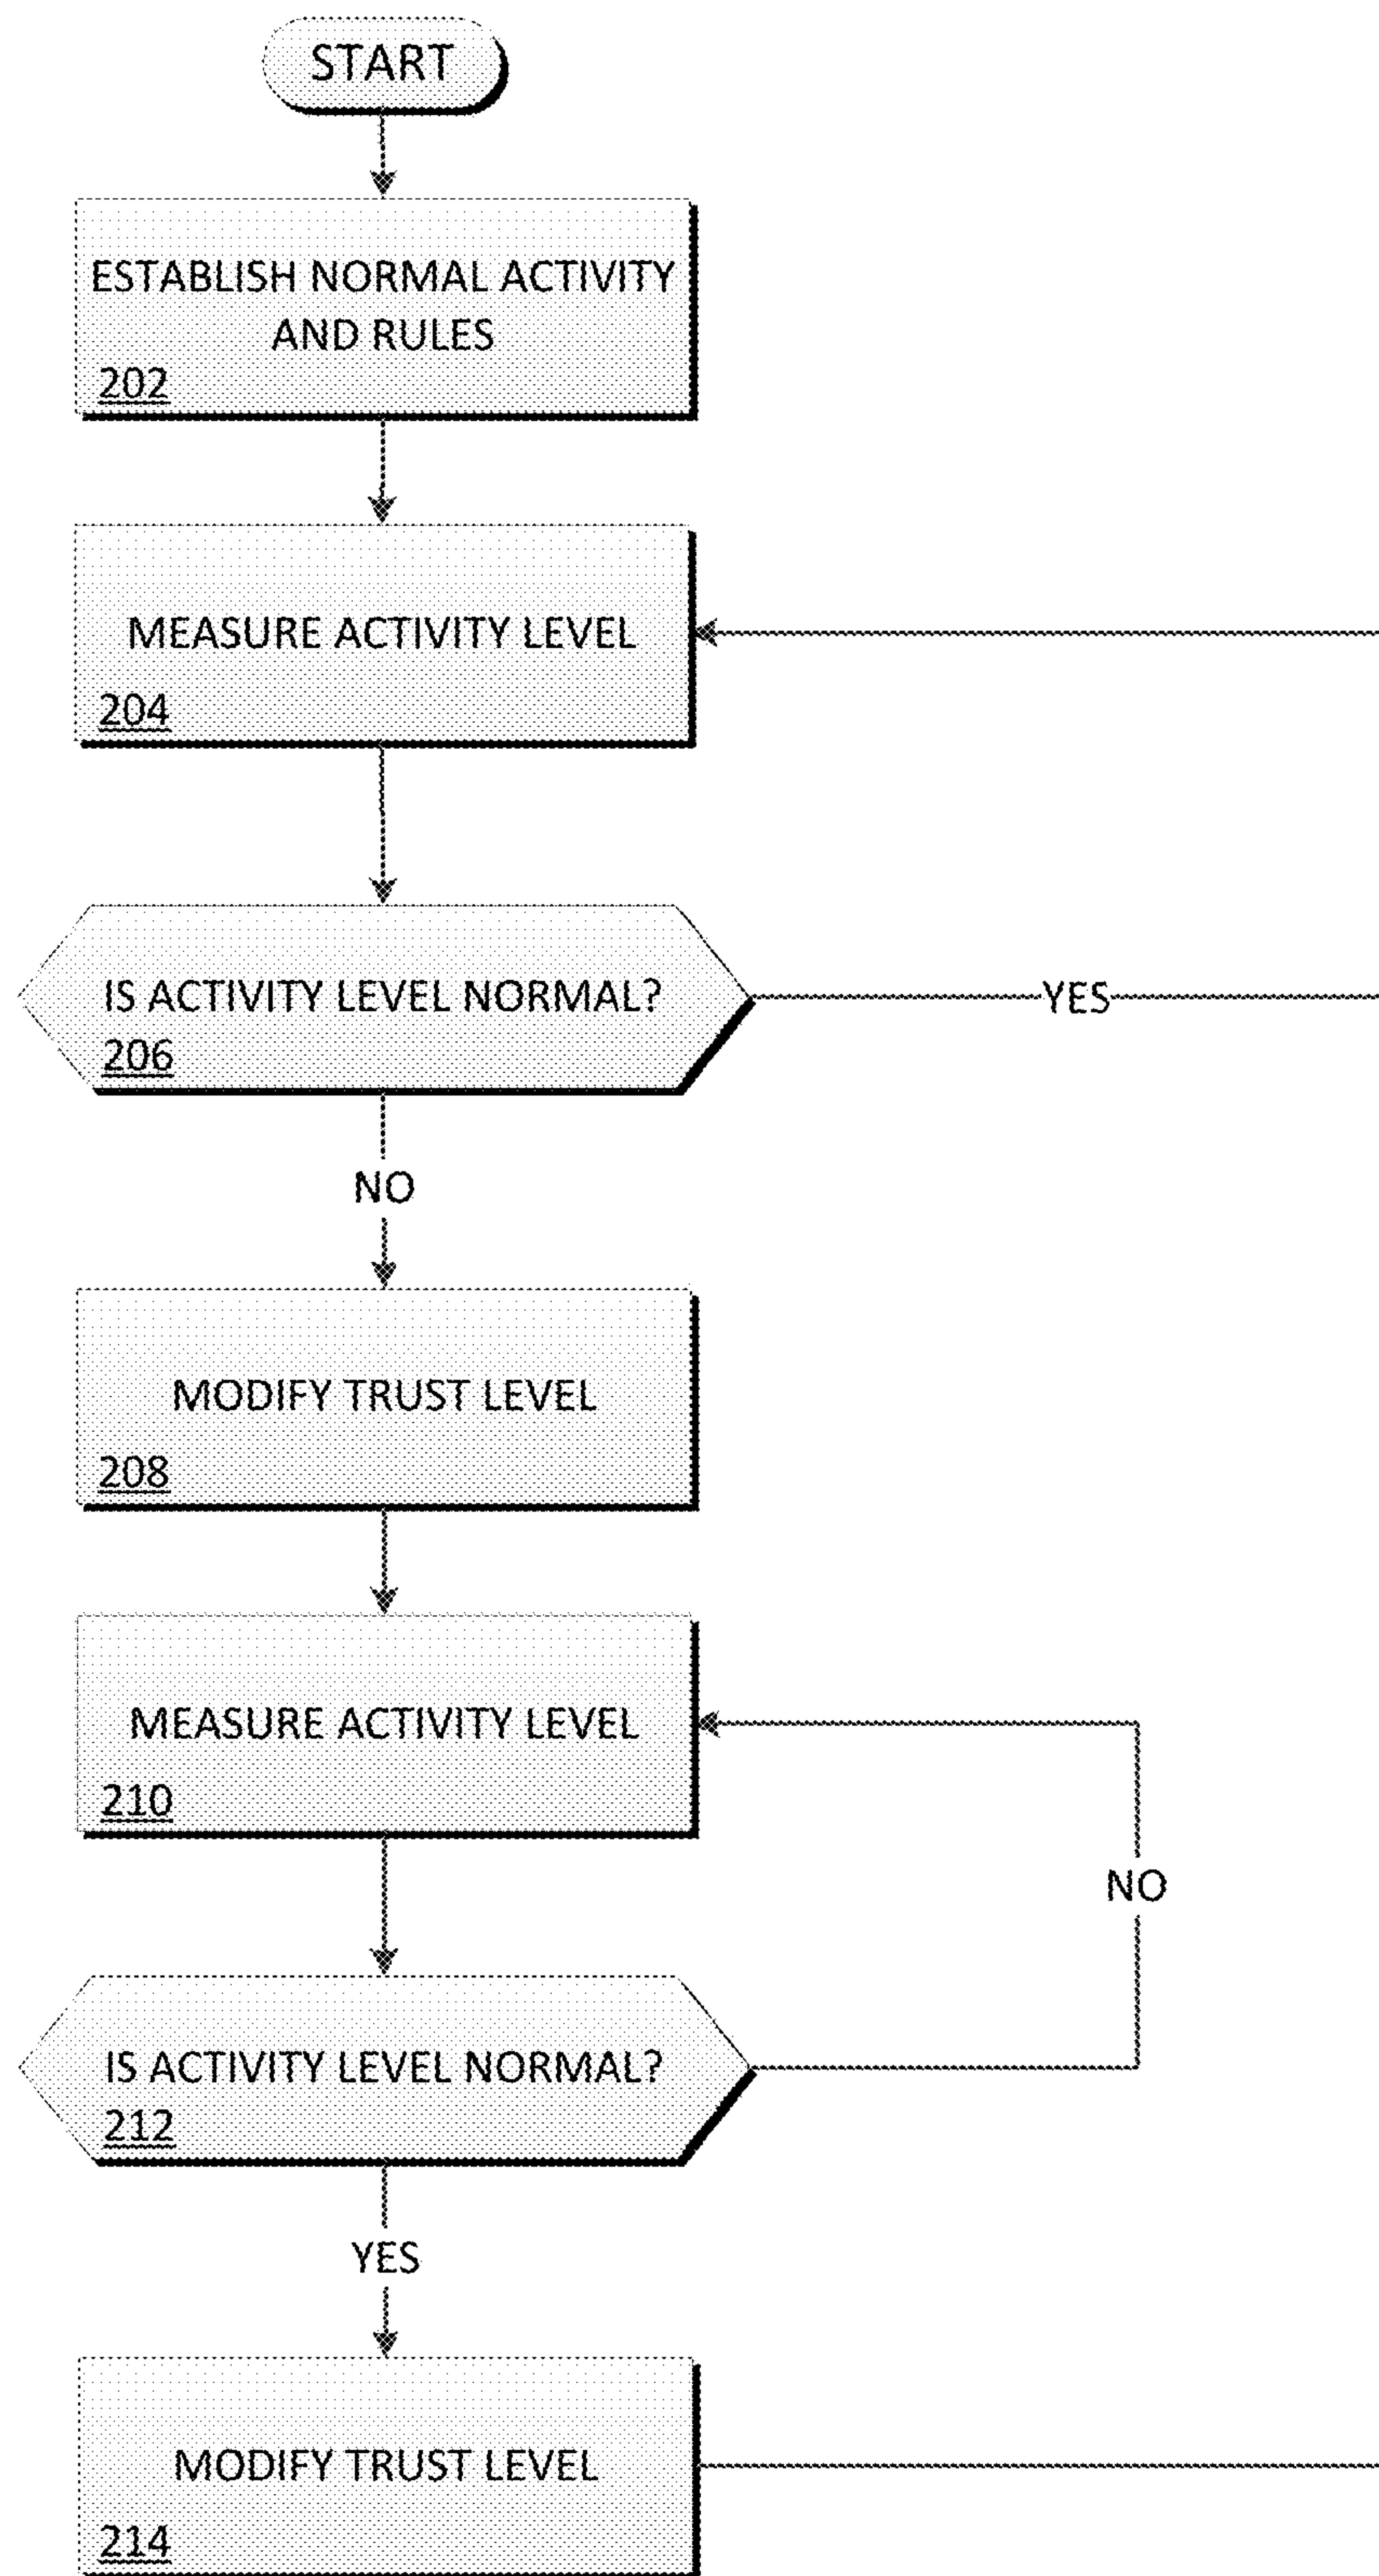 START
ESTABLISH NORMAL ACTIVITY
AND RULES
202
MEASURE ACTIVITY LEVEL
204
IS ACTIVITY LEVEL NORMAL?
206
YES
NO
MODIFY TRUST LEVEL
208
MEASURE ACTIVITY LEVEL
210
NO
IS ACTIVITY LEVEL NORMAL?
212
YES
MODIFY TRUST LEVEL
214